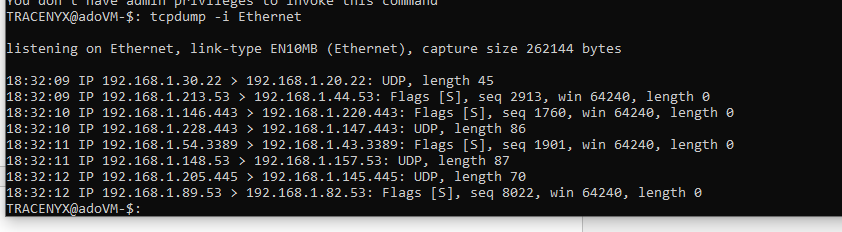 You don't have admin privileges to invoke this command
TRACENYX@adoVM-$: tcpdump -i Ethernet
listening on Ethernet, link-type EN10MB (Ethernet), capture size 262144 bytes
18:32:09 IP 192.168.1.30.22 > 192.168.1.20.22: UDP, length 45
18:32:09 IP 192.168.1.213.53 > 192.168.1.44.53: Flags [S], seq 2913, win 64240, length 0
18:32:10 IP 192.168.1.146.443 > 192.168.1.220.443: Flags [S], seq 1760, win 64240, length 0
18:32:10 IP 192.168.1.228.443 > 192.168.1.147.443: UDP, length 86
18:32:11 IP 192.168.1.54.3389 > 192.168.1.43.3389: Flags [S], seq 1901, win 64240, length 0
18:32:11 IP 192.168.1.148.53 > 192.168.1.157.53: UDP, length 87
18:32:12 IP 192.168.1.205.445 > 192.168.1.145.445: UDP, length 70
18:32:12 IP 192.168.1.89.53 > 192.168.1.82.53: Flags [S], seq 8022, win 64240, length 0
TRACENYX@adoVM-$: